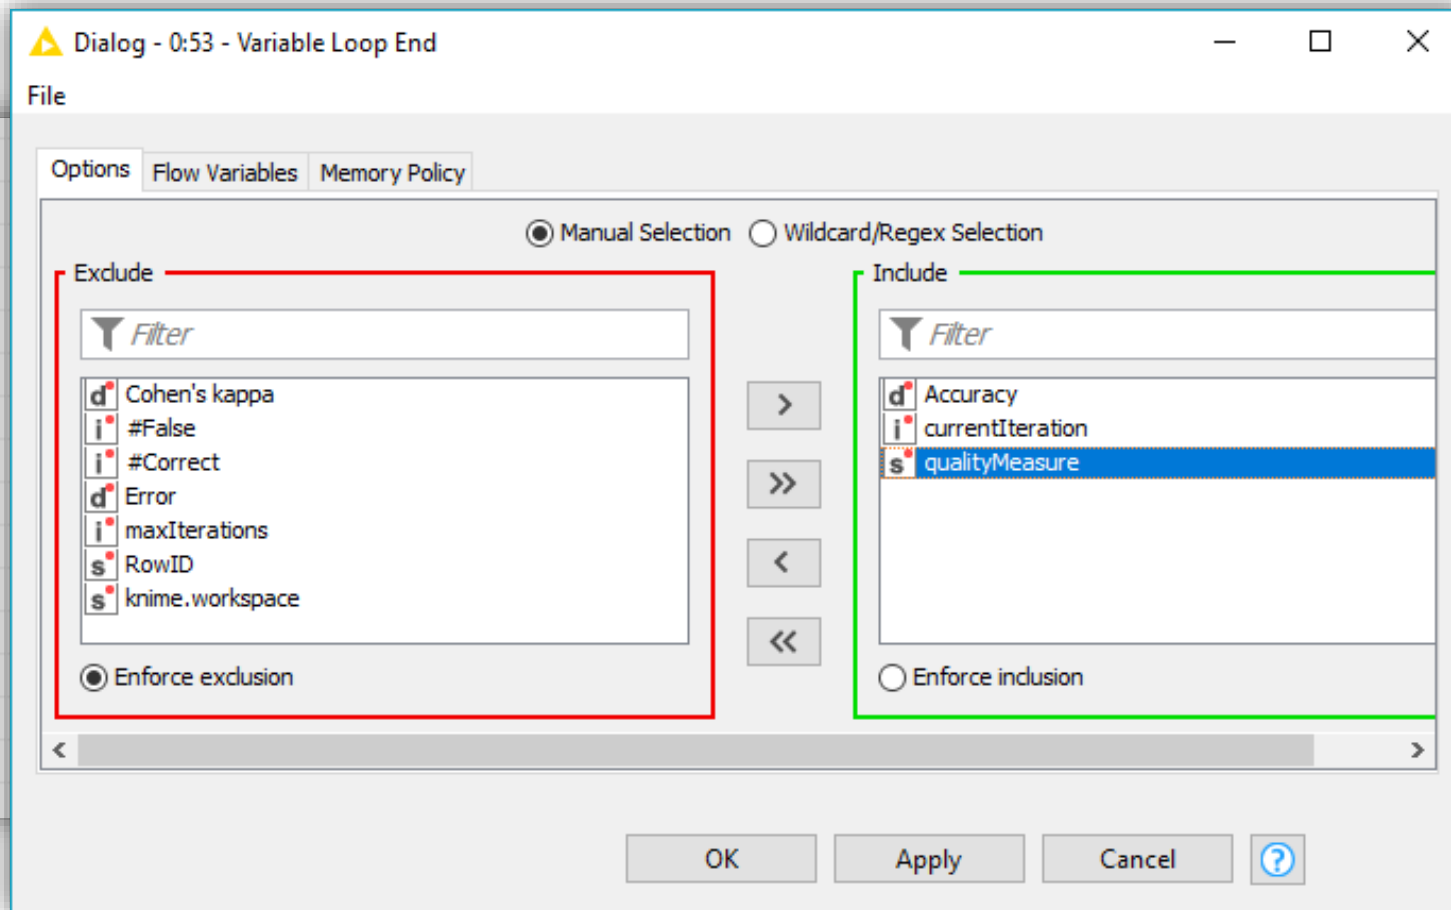 Dialog - 0:53 - Variable Loop End
File
Options Flow Variables Memory Policy
Manual Selection Wildcard/Regex Selection
Exclude
Filter
d Cohen's kappa
i #False
i #Correct
d Error
i maxIterations
s RowID
s knime.workspace
Enforce exclusion
> 
>>
<
<<
Include
Filter
d Accuracy
i currentIteration
s qualityMeasure
Enforce inclusion
< >
OK Apply Cancel ?